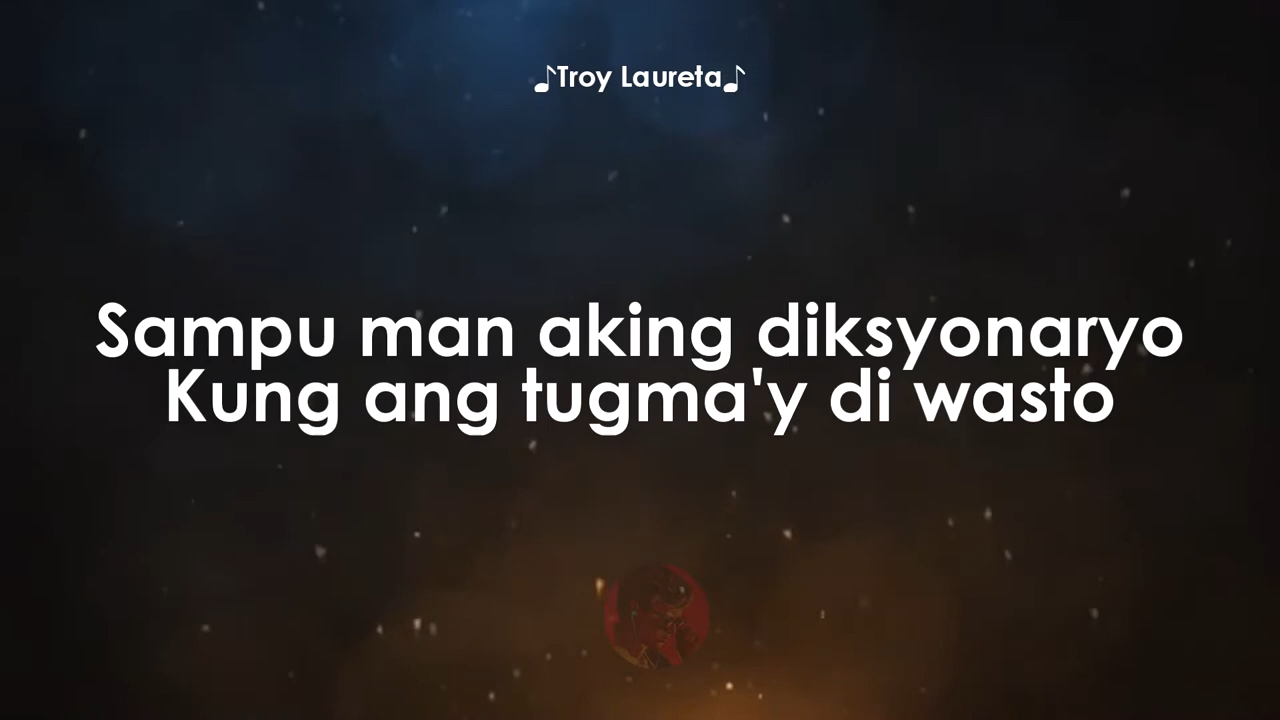 ♪Troy Laureta♪
Sampu man aking diksyonaryo
Kung ang tugma'y di wasto